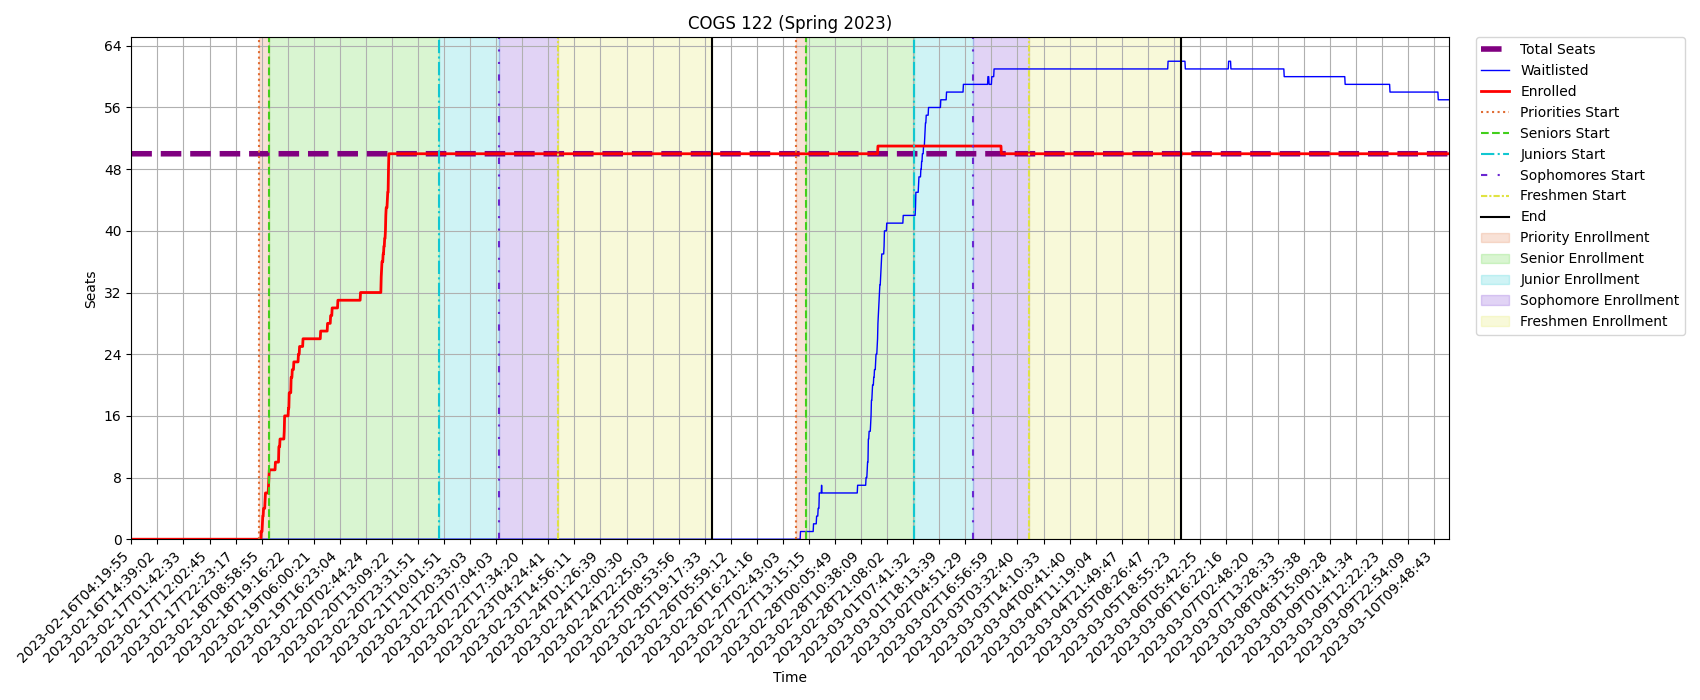 COGS 122 (Spring 2023)
Seats
64
56
48
40
32
24
16
8
0
2023-02-16T04:19:55
2023-02-16T14:39:02
2023-02-17T01:42:33
2023-02-17T12:02:45
2023-02-17T22:23:17
2023-02-18T08:58:55
2023-02-18T19:16:22
2023-02-19T06:00:21
2023-02-19T16:23:04
2023-02-20T02:44:24
2023-02-20T13:09:22
2023-02-20T23:31:51
2023-02-21T10:01:51
2023-02-21T20:33:03
2023-02-22T07:04:03
2023-02-22T17:34:20
2023-02-23T04:24:41
2023-02-23T14:56:11
2023-02-24T01:26:39
2023-02-24T12:00:30
2023-02-24T22:25:03
2023-02-25T08:53:56
2023-02-25T19:17:33
2023-02-26T05:59:12
2023-02-26T16:21:16
2023-02-27T02:43:03
2023-02-27T13:15:15
2023-02-28T00:05:49
2023-02-28T10:38:09
2023-02-28T21:08:02
2023-03-01T07:41:32
2023-03-01T18:13:39
2023-03-02T04:51:29
2023-03-02T16:56:59
2023-03-03T03:32:40
2023-03-03T14:10:33
2023-03-04T00:41:40
2023-03-04T11:19:04
2023-03-04T21:49:47
2023-03-05T08:26:47
2023-03-05T18:55:23
2023-03-06T05:42:25
2023-03-06T16:22:16
2023-03-07T02:48:20
2023-03-07T13:28:33
2023-03-08T04:35:38
2023-03-08T15:09:28
2023-03-09T01:41:34
2023-03-09T12:22:23
2023-03-09T22:54:09
2023-03-10T09:48:43
Time
Total Seats
Waitlisted
Enrolled
Priorities Start
Seniors Start
Juniors Start
Sophomores Start
Freshmen Start
End
Priority Enrollment
Senior Enrollment
Junior Enrollment
Sophomore Enrollment
Freshmen Enrollment